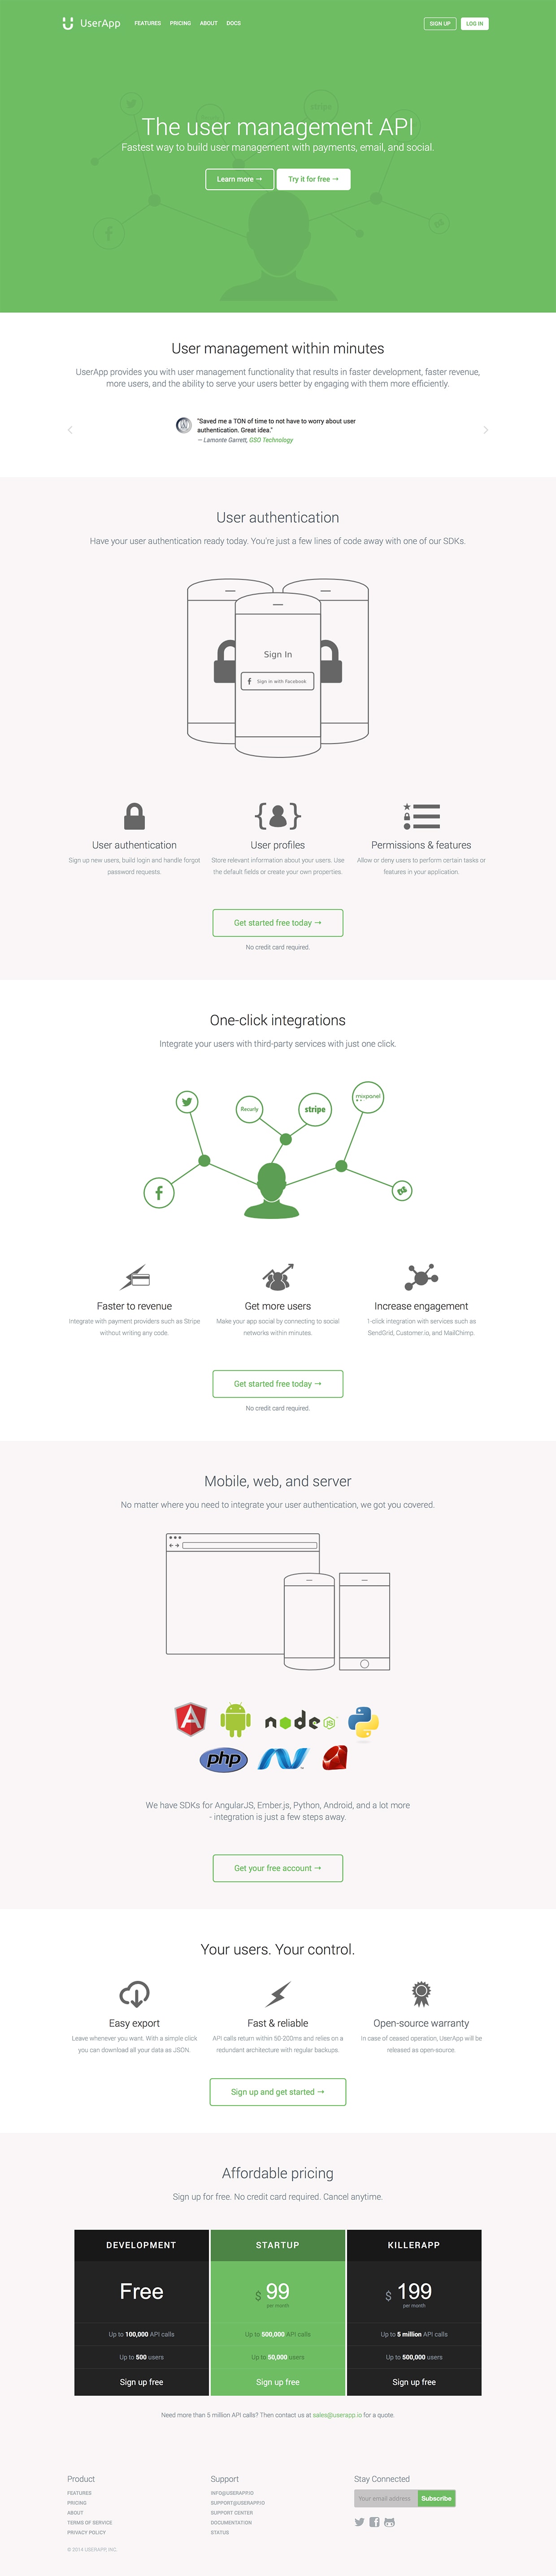 UserApp
FEATURES PRICING ABOUT DOCS
SIGN UP LOG IN
The user management API
Fastest way to build user management with payments, email, and social.
Learn more → Try it for free →
User management within minutes
UserApp provides you with user management functionality that results in faster development, faster revenue,
more users, and the ability to serve your users better by engaging with them more efficiently.
"Saved me a TON of time to not have to worry about user
authentication. Great idea."
— Lamonte Garrett, GSO Technology
User authentication
Have your user authentication ready today. You're just a few lines of code away with one of our SDKs.
Sign In
f Sign in with Facebook
User authentication
Sign up new users, build login and handle forgot
password requests.
User profiles
Store relevant information about your users. Use
the default fields or create your own properties.
Permissions & features
Allow or deny users to perform certain tasks or
features in your application.
Get started free today →
No credit card required.
One-click integrations
Integrate your users with third-party services with just one click.
Recurly
stripe
mixpanel
f
Faster to revenue
Integrate with payment providers such as Stripe
without writing any code.
Get more users
Make your app social by connecting to social
networks within minutes.
Increase engagement
1-click integration with services such as
SendGrid, Customer.io, and MailChimp.
Get started free today →
No credit card required.
Mobile, web, and server
No matter where you need to integrate your user authentication, we got you covered.
A
node JS
php
We have SDKs for AngularJS, Ember.js, Python, Android, and a lot more
- integration is just a few steps away.
Get your free account →
Your users. Your control.
Easy export
Leave whenever you want. With a simple click
you can download all your data as JSON.
Fast & reliable
API calls return within 50-200ms and relies on a
redundant architecture with regular backups.
Open-source warranty
In case of ceased operation, UserApp will be
released as open-source.
Sign up and get started →
Affordable pricing
Sign up for free. No credit card required. Cancel anytime.
DEVELOPMENT
Free
Up to 100,000 API calls
Up to 500 users
Sign up free
STARTUP
$ 99
per month
Up to 500,000 API calls
Up to 50,000 users
Sign up free
KILLERAPP
$ 199
per month
Up to 5 million API calls
Up to 500,000 users
Sign up free
Need more than 5 million API calls? Then contact us at sales@userapp.io for a quote.
Product
FEATURES
PRICING
ABOUT
TERMS OF SERVICE
PRIVACY POLICY
Support
INFO@USERAPP.IO
SUPPORT@USERAPP.IO
SUPPORT CENTER
DOCUMENTATION
STATUS
Stay Connected
Your email address Subscribe
© 2014 USERAPP, INC.